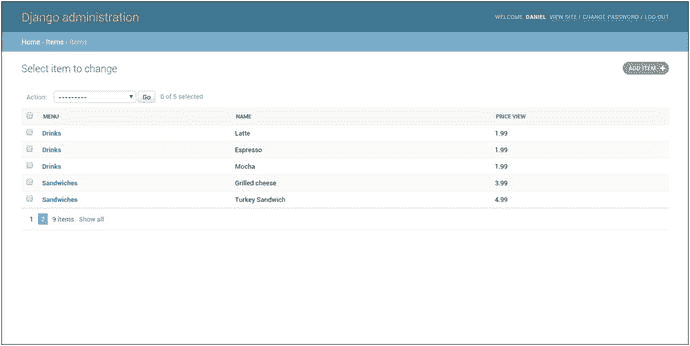 Django administration
WELCOME, DANIEL. VIEW SITE / CHANGE PASSWORD / LOG OUT
Home › Items › Items
Select item to change
ADD ITEM +
Action: --------- Go 0 of 5 selected
MENU NAME PRICE VIEW
Drinks Latte 1.99
Drinks Espresso 1.99
Drinks Mocha 1.99
Sandwiches Grilled cheese 3.99
Sandwiches Turkey Sandwich 4.99
1 2 9 items Show all